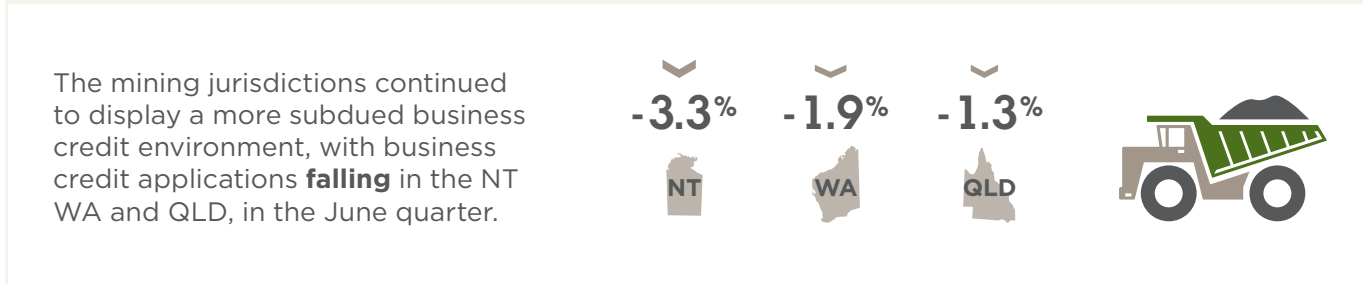 The mining jurisdictions continued
to display a more subdued business
credit environment, with business
credit applications falling in the NT
WA and QLD, in the June quarter.
-3.3% -1.9% -1.3%
NT WA QLD